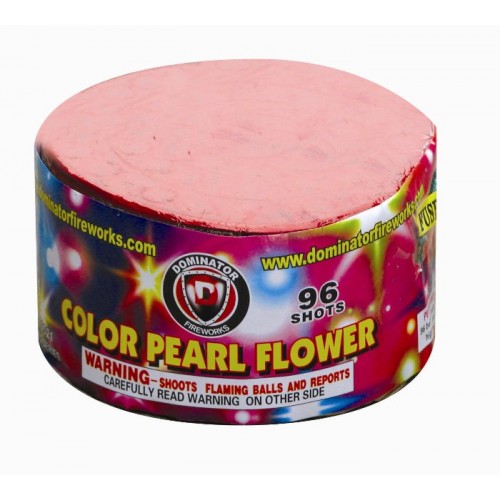 www.dominatorfireworks.com
www.dominatorfireworks.com
DOMINATOR
D
FIREWORKS
96
SHOTS
COLOR PEARL FLOWER
WARNING-SHOOTS FLAMING BALLS AND REPORTS
CAREFULLY READ WARNING ON OTHER SIDE